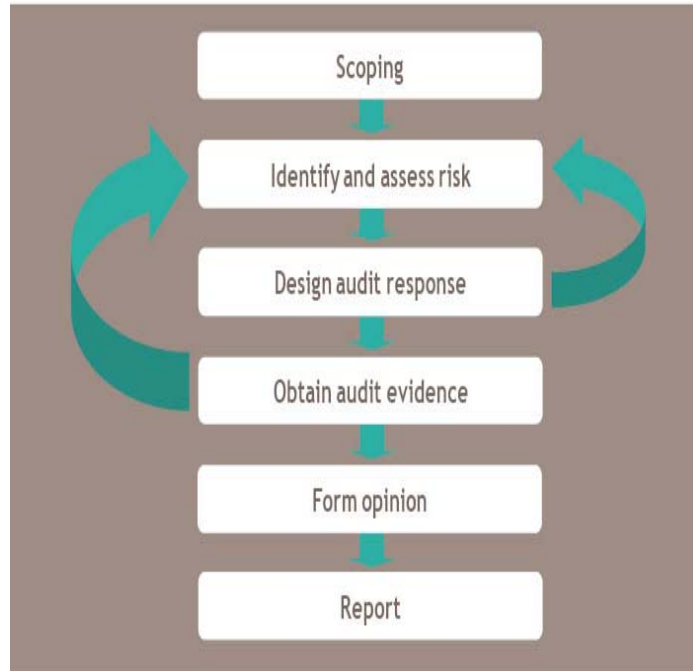 Scoping
Identify and assess risk
Design audit response
Obtain audit evidence
Form opinion
Report